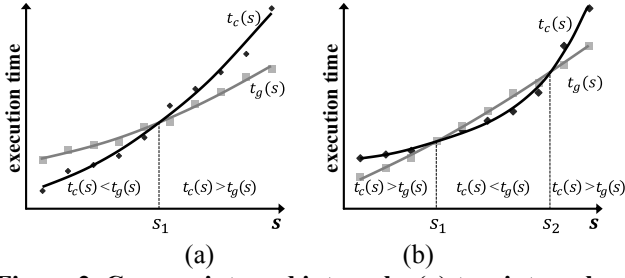 execution time
t_c(s)
t_g(s)
t_c(s) < t_g(s)
t_c(s) > t_g(s)
s_1
s
(a)
execution time
t_c(s)
t_g(s)
t_c(s) > t_g(s)
t_c(s) < t_g(s)
t_c(s) > t_g(s)
s_1
s_2
s
(b)